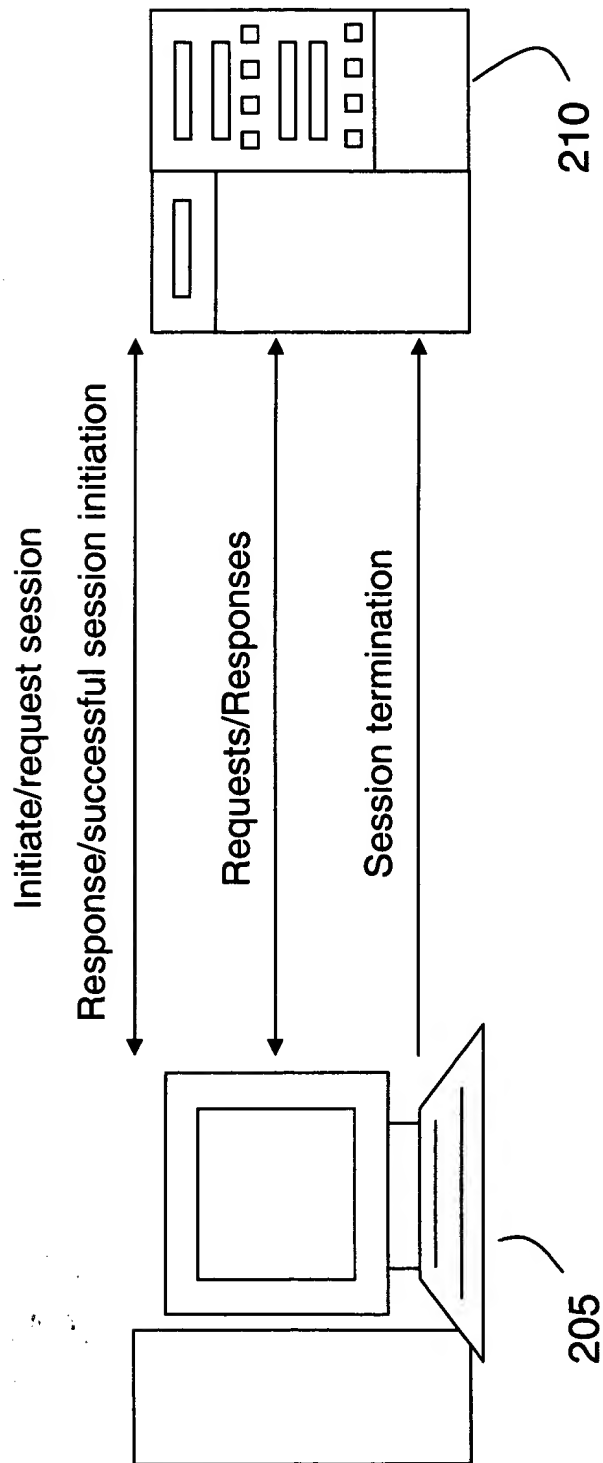 Initiate/request session
Response/successful session initiation
Requests/Responses
Session termination
205
210